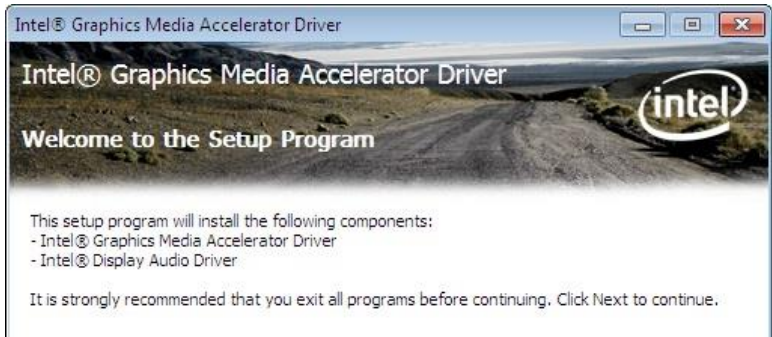 Intel® Graphics Media Accelerator Driver
Intel® Graphics Media Accelerator Driver
intel
Welcome to the Setup Program
This setup program will install the following components:
- Intel® Graphics Media Accelerator Driver
- Intel® Display Audio Driver
It is strongly recommended that you exit all programs before continuing. Click Next to continue.